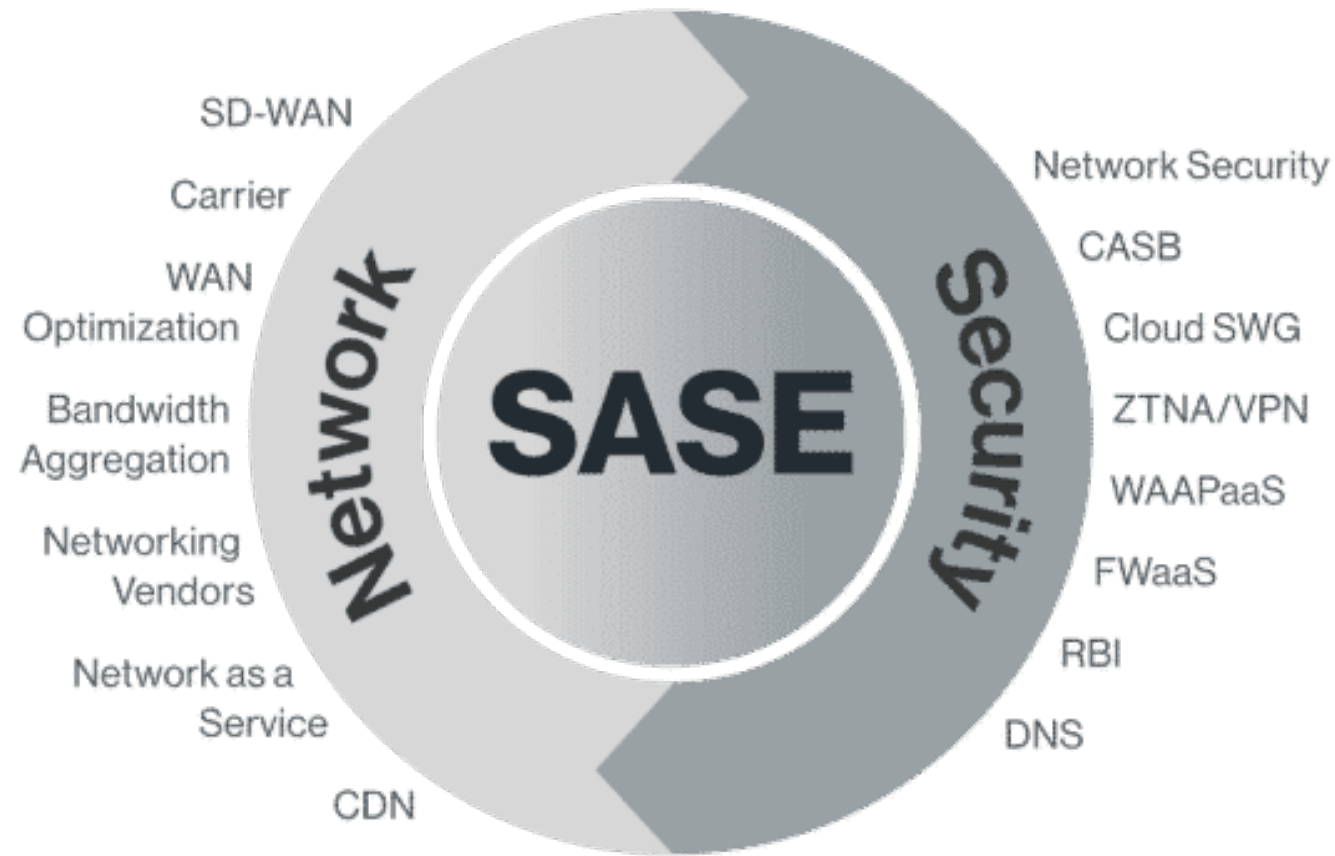 SD-WAN
Carrier
WAN
Optimization
Bandwidth
Aggregation
Networking
Vendors
Network as a
Service
CDN
Network
SASE
Security
Network Security
CASB
Cloud SWG
ZTNA/VPN
WAAPaaS
FWaaS
RBI
DNS